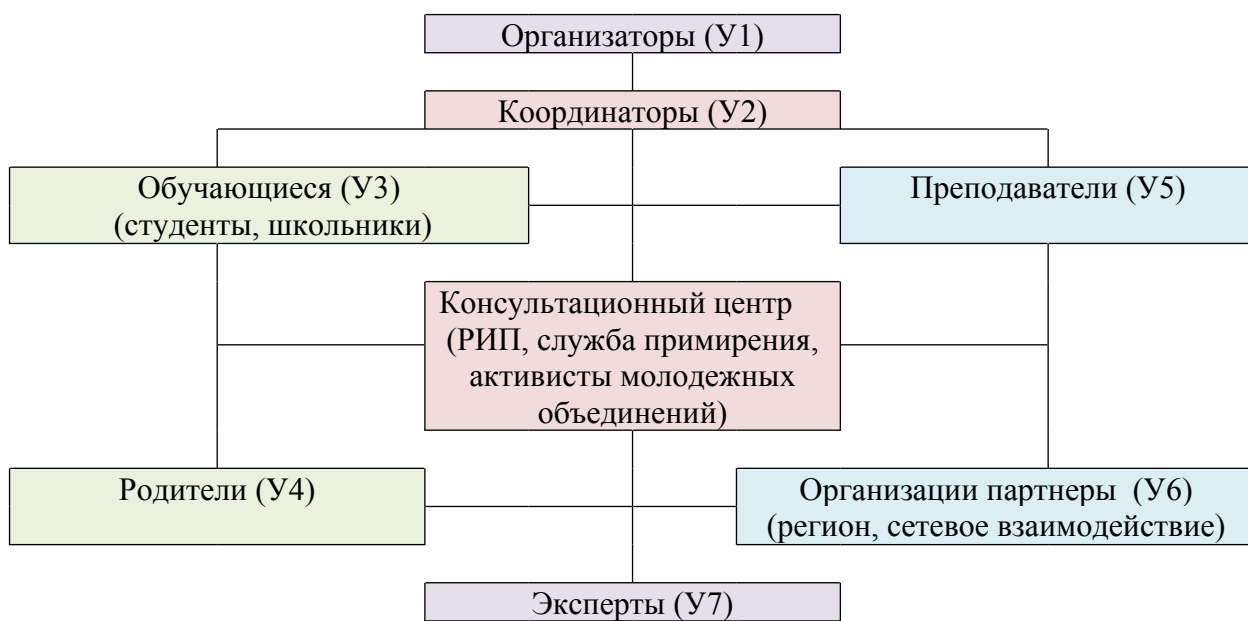 Организаторы (У1)
Координаторы (У2)
Обучающиеся (У3)
(студенты, школьники)
Преподаватели (У5)
Консультационный центр
(РИП, служба примирения,
активисты молодежных
объединений)
Родители (У4)
Организации партнеры (У6)
(регион, сетевое взаимодействие)
Эксперты (У7)